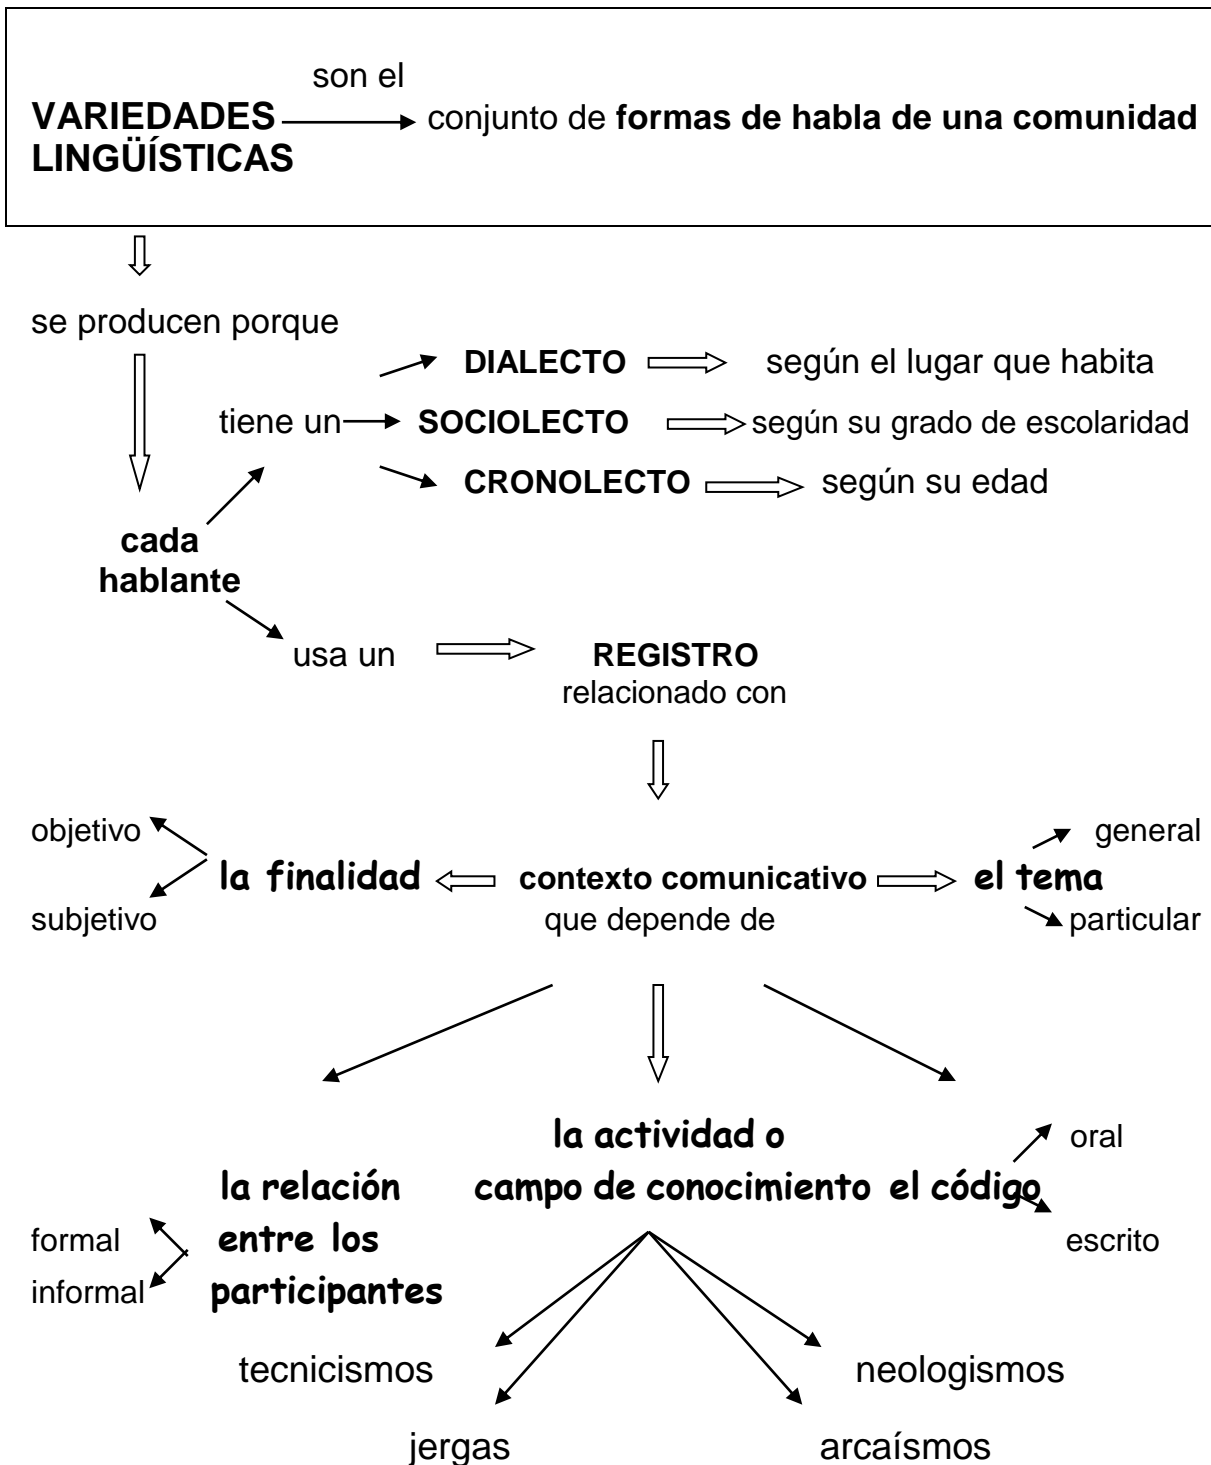 son el
VARIEDADES conjunto de formas de habla de una comunidad
LINGÜÍSTICAS
se producen porque
DIALECTO según el lugar que habita
tiene un SOCIOLECTO según su grado de escolaridad
CRONOLECTO según su edad
cada
hablante
usa un REGISTRO
relacionado con
objetivo general
la finalidad contexto comunicativo el tema
subjetivo que depende de particular
la actividad o oral
la relación campo de conocimiento el código
formal entre los escrito
informal participantes
tecnicismos neologismos
jergas arcaísmos